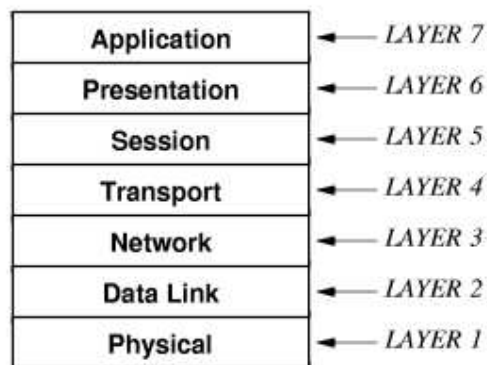 Application LAYER 7
Presentation LAYER 6
Session LAYER 5
Transport LAYER 4
Network LAYER 3
Data Link LAYER 2
Physical LAYER 1